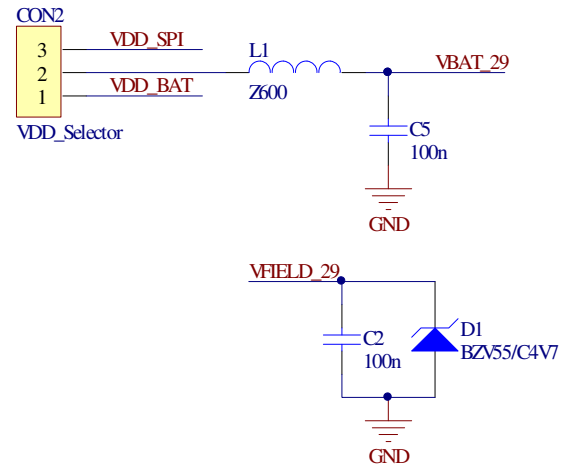 CON2
3
VDD_SPI
2
1
VDD_BAT
VDD_Selector
L1
Z600
VBAT_29
C5
100n
GND
VFIELD_29
C2
100n
D1
BZV55/C4V7
GND